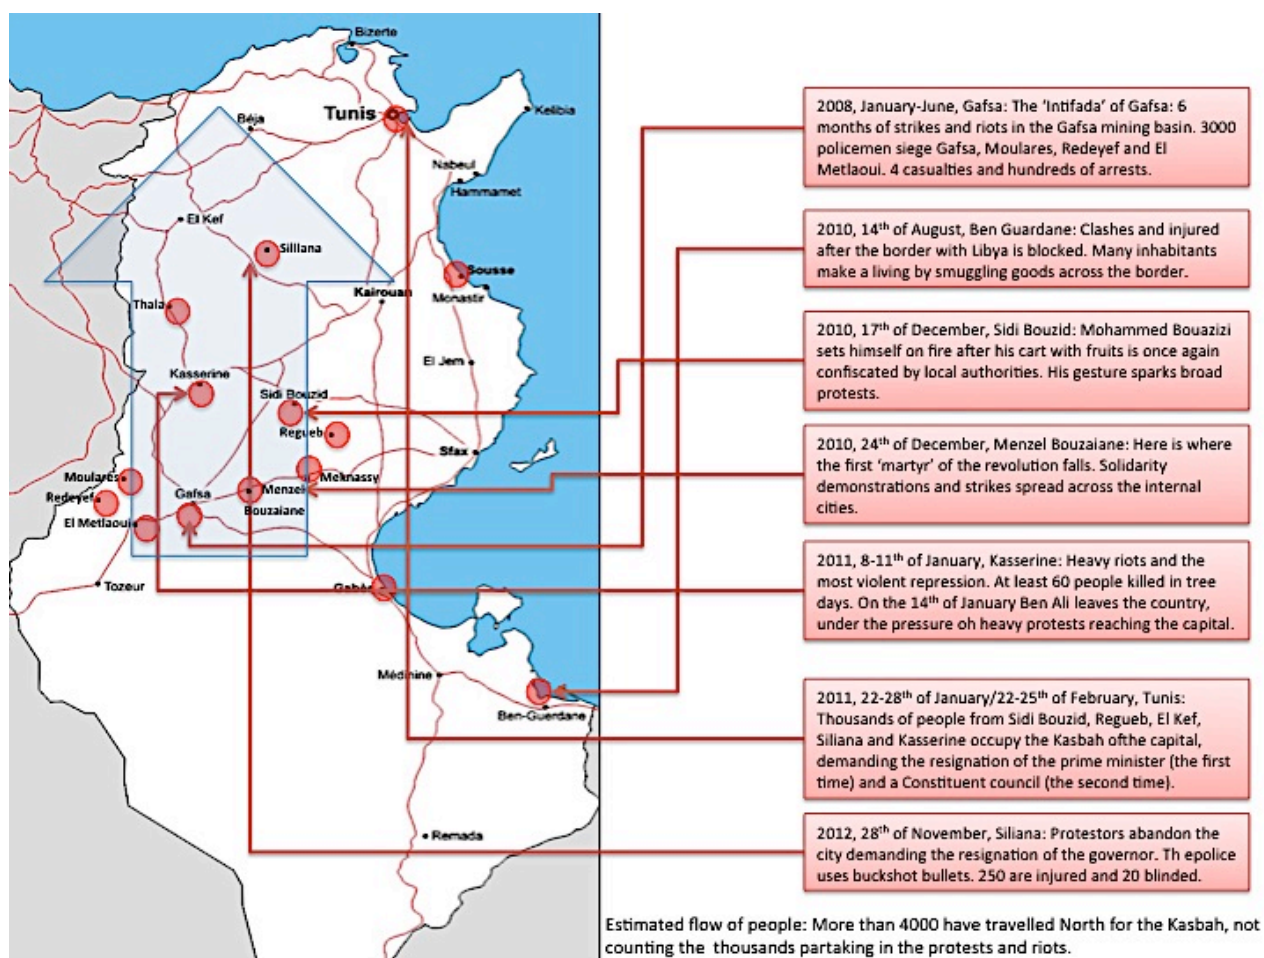 Bizerte
Kelibia
Tunis
Béja
Nabeul
Hammamet
El Kef
Silliana
Sousse
Kairouan
Monastir
Thala
El Jem
Kasserine
Sidi Bouzid
Regueb
Sfax
Moulares
Meknassy
Redeyef
Gafsa
Menzel
Bouzaiane
El Metlaoui
Tozeur
Gabès
Médinine
Ben-Guerdane
Remada
2008, January-June, Gafsa: The ‘Intifada’ of Gafsa: 6
months of strikes and riots in the Gafsa mining basin. 3000
policemen siege Gafsa, Moulares, Redeyef and El
Metlaoui. 4 casualties and hundreds of arrests.
2010, 14th of August, Ben Guardane: Clashes and injured
after the border with Libya is blocked. Many inhabitants
make a living by smuggling goods across the border.
2010, 17th of December, Sidi Bouzid: Mohammed Bouazizi
sets himself on fire after his cart with fruits is once again
confiscated by local authorities. His gesture sparks broad
protests.
2010, 24th of December, Menzel Bouzaiane: Here is where
the first ‘martyr’ of the revolution falls. Solidarity
demonstrations and strikes spread across the internal
cities.
2011, 8-11th of January, Kasserine: Heavy riots and the
most violent repression. At least 60 people killed in tree
days. On the 14th of January Ben Ali leaves the country,
under the pressure oh heavy protests reaching the capital.
2011, 22-28th of January/22-25th of February, Tunis:
Thousands of people from Sidi Bouzid, Regueb, El Kef,
Siliana and Kasserine occupy the Kasbah ofthe capital,
demanding the resignation of the prime minister (the first
time) and a Constituent council (the second time).
2012, 28th of November, Siliana: Protestors abandon the
city demanding the resignation of the governor. Th epolice
uses buckshot bullets. 250 are injured and 20 blinded.
Estimated flow of people: More than 4000 have travelled North for the Kasbah, not
counting the thousands partaking in the protests and riots.